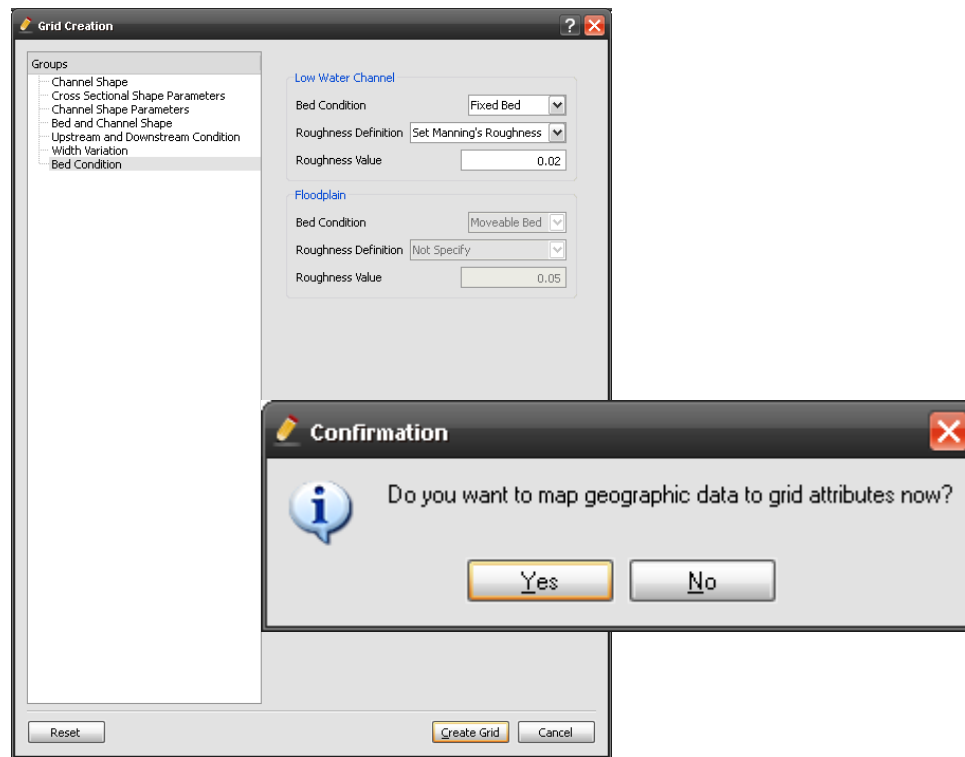 Grid Creation
?
Groups
Channel Shape
Cross Sectional Shape Parameters
Channel Shape Parameters
Bed and Channel Shape
Upstream and Downstream Condition
Width Variation
Bed Condition
Low Water Channel
Bed Condition Fixed Bed
Roughness Definition Set Manning's Roughness
Roughness Value 0.02
Floodplain
Bed Condition Moveable Bed
Roughness Definition Not Specify
Roughness Value 0.05
Confirmation
Do you want to map geographic data to grid attributes now?
Yes No
Reset Create Grid Cancel